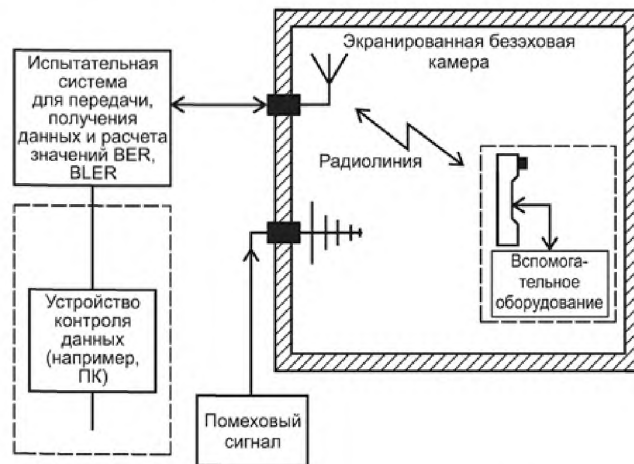 Испытательная
система
для передачи,
получения
данных и расчета
значений BER,
BLER
Экранированная безэховая
камера
Радиолиния
Вспомога-
тельное
оборудование
Устройство
контроля
данных
(например,
ПК)
Помеховый
сигнал